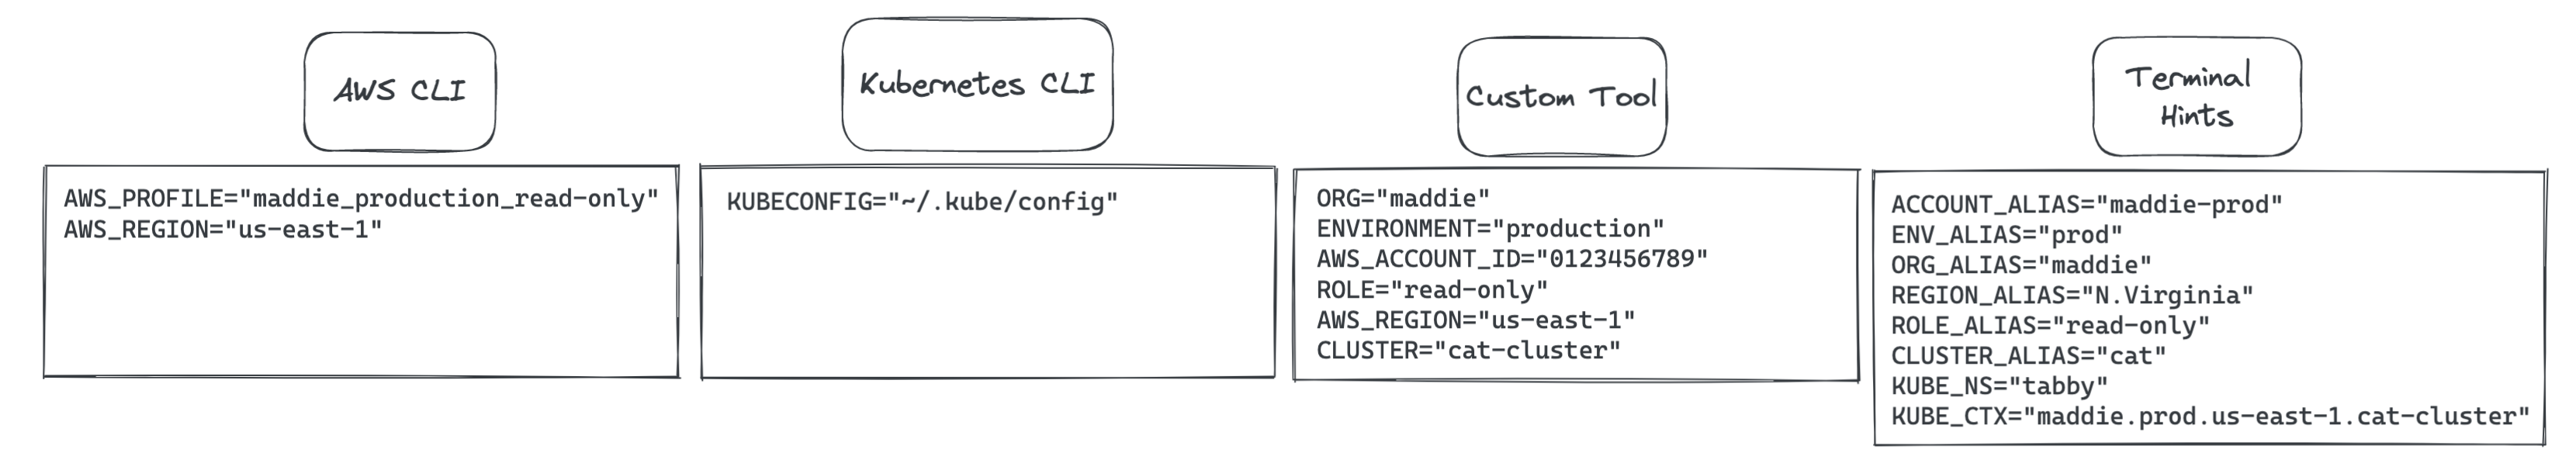 AWS CLI
AWS_PROFILE="maddie_production_read-only"
AWS_REGION="us-east-1"
Kubernetes CLI
KUBECONFIG="~/.kube/config"
Custom Tool
ORG="maddie"
ENVIRONMENT="production"
AWS_ACCOUNT_ID="0123456789"
ROLE="read-only"
AWS_REGION="us-east-1"
CLUSTER="cat-cluster"
Terminal
Hints
ACCOUNT_ALIAS="maddie-prod"
ENV_ALIAS="prod"
ORG_ALIAS="maddie"
REGION_ALIAS="N.Virginia"
ROLE_ALIAS="read-only"
CLUSTER_ALIAS="cat"
KUBE_NS="tabby"
KUBE_CTX="maddie.prod.us-east-1.cat-cluster"